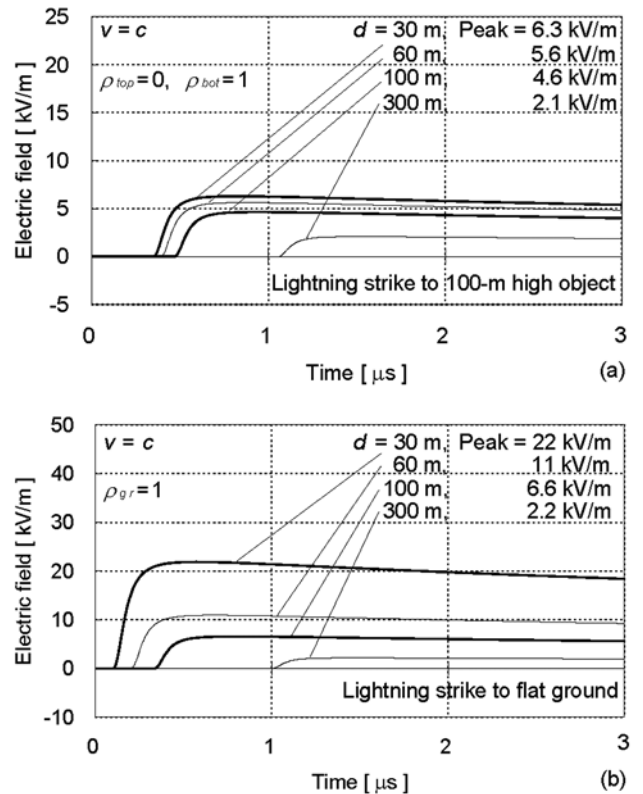 25
20
15
10
5
0
-5
Electric field [ kV/m ]
v = c
ρtop=0, ρbot=1
d = 30 m, Peak = 6.3 kV/m
60 m, 5.6 kV/m
100 m, 4.6 kV/m
300 m, 2.1 kV/m
Lightning strike to 100-m high object
0 1 2 3
Time [ μs ]
(a)
50
40
30
20
10
0
-10
Electric field [ kV/m ]
v = c
ρgr=1
d = 30 m, Peak = 22 kV/m
60 m, 11 kV/m
100 m, 6.6 kV/m
300 m, 2.2 kV/m
Lightning strike to flat ground
0 1 2 3
Time [ μs ]
(b)